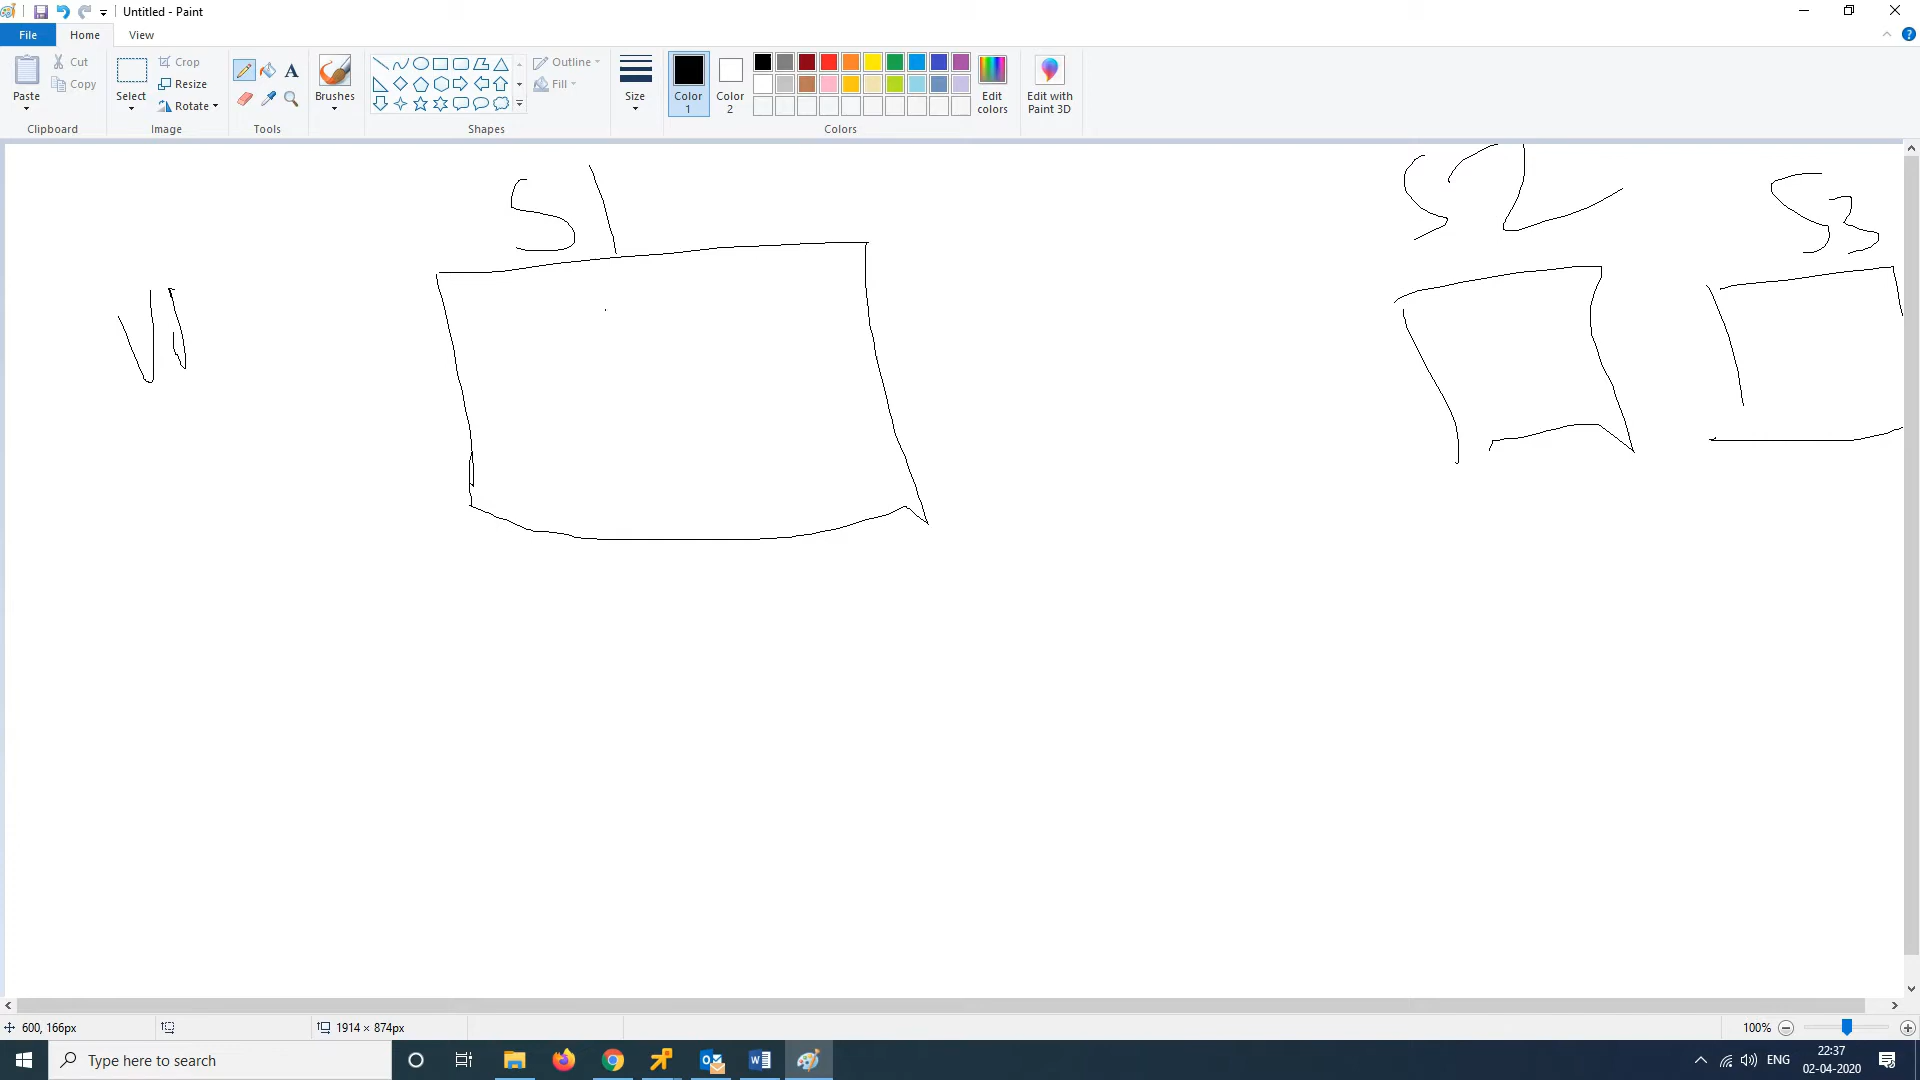 Untitled - Paint
File Home View
Paste
Cut
Copy
Clipboard
Select
Crop
Resize
Rotate
Image
Tools
Brushes
Shapes
Outline
Fill
Size
Color 1
Color 2
Edit colors
Colors
Edit with Paint 3D
S1 S2 S3
V1
600, 166px
1914 × 874px
100%
Type here to search
ENG
22:37
02-04-2020